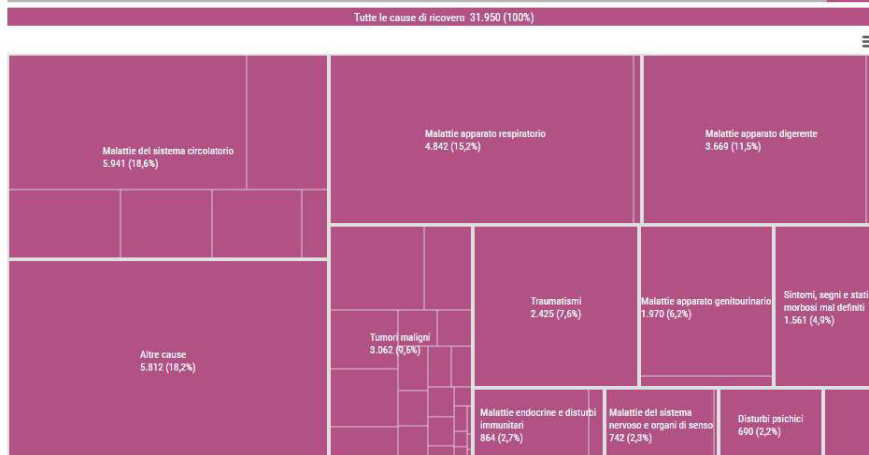 Tutte le cause di ricovero 31.950 (100%)
Malattie del sistema circolatorio
5.941 (18,6%)
Malattie apparato respiratorio
4.842 (15,2%)
Malattie apparato digerente
3.669 (11,5%)
Altre cause
5.812 (18,2%)
Tumori maligni
3.062 (9,6%)
Traumatismi
2.425 (7,6%)
Malattie apparato genitourinario
1.970 (6,2%)
Sintomi, segni e stati
morbosi mal definiti
1.561 (4,9%)
Malattie endocrine e disturbi
immunitari
864 (2,7%)
Malattie del sistema
nervoso e organi di senso
742 (2,3%)
Disturbi psichici
690 (2,2%)